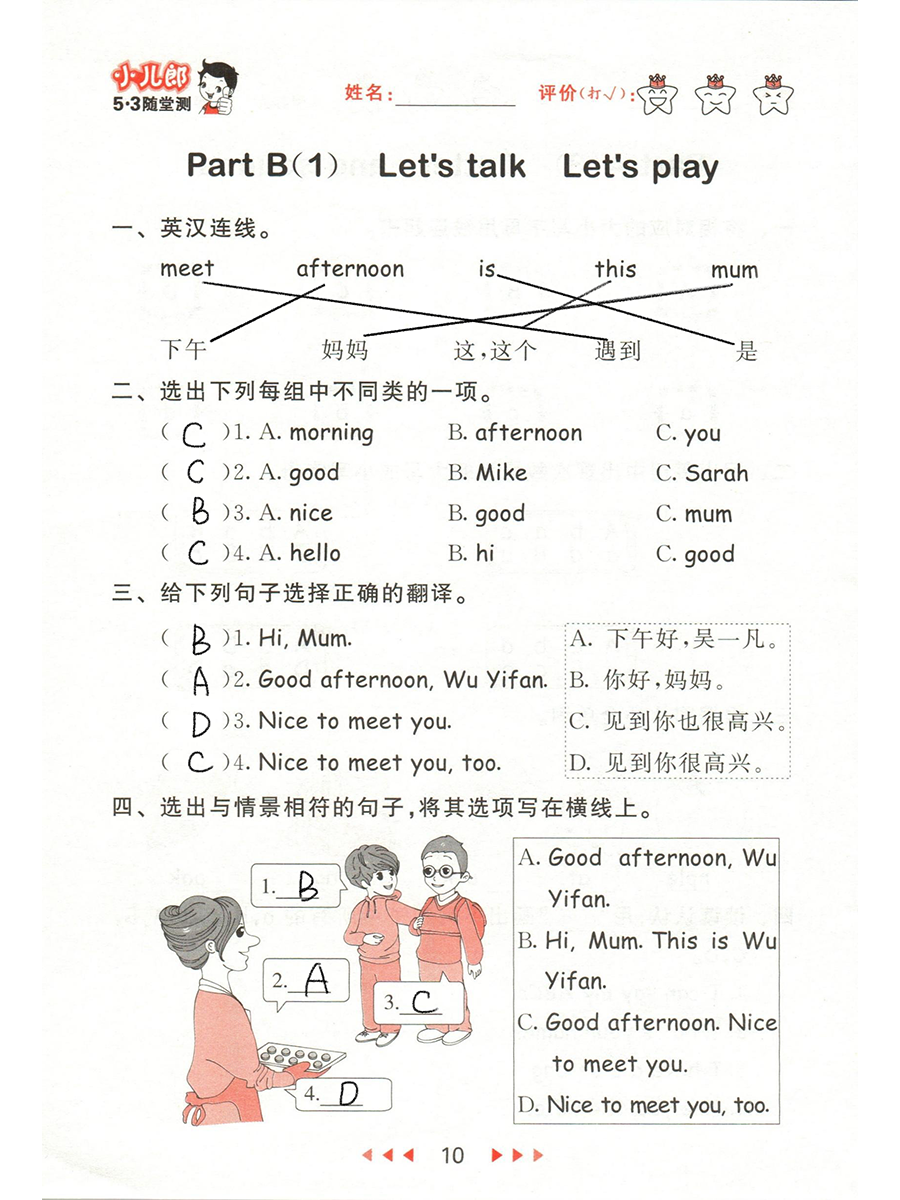 小儿郎
5·3随堂测
姓名：________ 评价（打√）：
Part B（1） Let's talk Let's play
一、英汉连线。
meet afternoon is this mum
下午 妈妈 这，这个 遇到 是
二、选出下列每组中不同类的一项。
（ C ）1. A. morning B. afternoon C. you
（ C ）2. A. good B. Mike C. Sarah
（ B ）3. A. nice B. good C. mum
（ C ）4. A. hello B. hi C. good
三、给下列句子选择正确的翻译。
（ B ）1. Hi, Mum. A. 下午好，吴一凡。
（ A ）2. Good afternoon, Wu Yifan. B. 你好，妈妈。
（ D ）3. Nice to meet you. C. 见到你也很高兴。
（ C ）4. Nice to meet you, too. D. 见到你很高兴。
四、选出与情景相符的句子，将其选项写在横线上。
1. B
2. A
3. C
4. D
A. Good afternoon, Wu
Yifan.
B. Hi, Mum. This is Wu
Yifan.
C. Good afternoon. Nice
to meet you.
D. Nice to meet you, too.
10